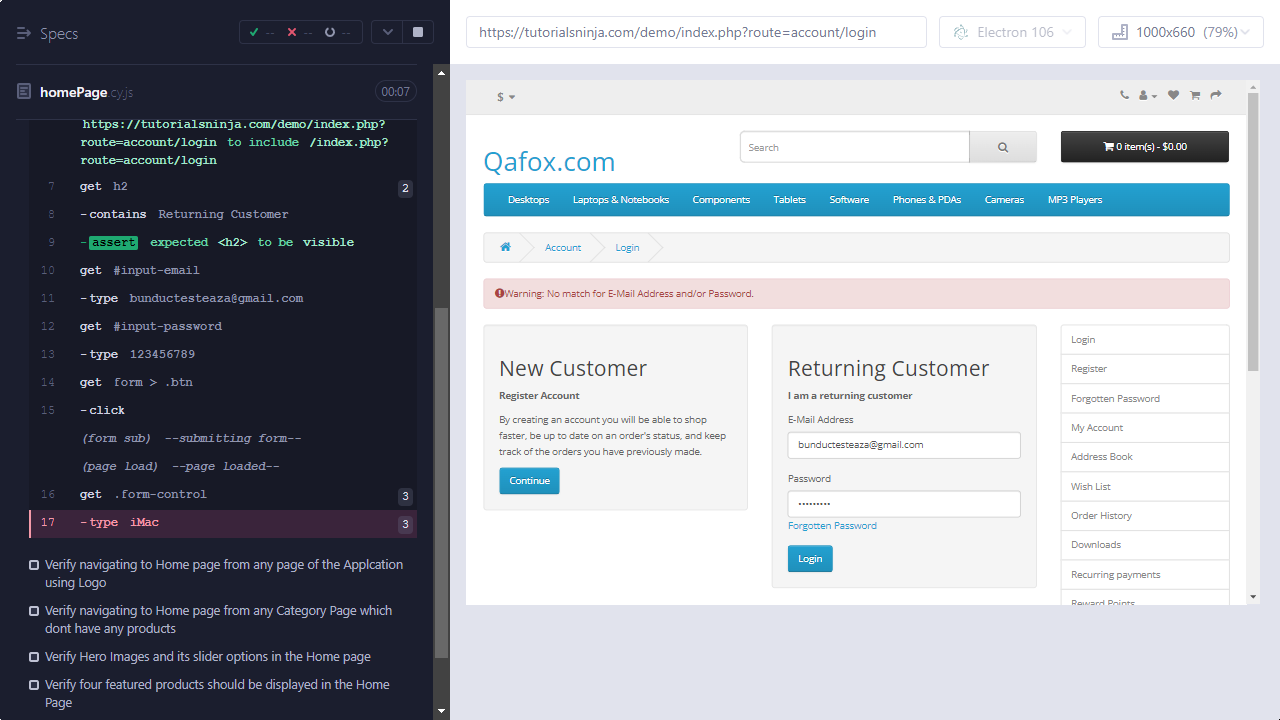 Specs
-- -- --
homePage.cy.js
00:07
https://tutorialsninja.com/demo/index.php?
route=account/login to include /index.php?
route=account/login
7 get h2 2
8 -contains Returning Customer
9 -assert expected <h2> to be visible
10 get #input-email
11 -type bunductesteaza@gmail.com
12 get #input-password
13 -type 123456789
14 get form > .btn
15 -click
(form sub) --submitting form--
(page load) --page loaded--
16 get .form-control 3
17 -type iMac 3
Verify navigating to Home page from any page of the Applcation
using Logo
Verify navigating to Home page from any Category Page which
dont have any products
Verify Hero Images and its slider options in the Home page
Verify four featured products should be displayed in the Home
Page
https://tutorialsninja.com/demo/index.php?route=account/login
Electron 106
1000x660 (79%)
$
Qafox.com
Search
0 item(s) - $0.00
Desktops Laptops & Notebooks Components Tablets Software Phones & PDAs Cameras MP3 Players
Account Login
Warning: No match for E-Mail Address and/or Password.
New Customer
Register Account
By creating an account you will be able to shop
faster, be up to date on an order's status, and keep
track of the orders you have previously made.
Continue
Returning Customer
I am a returning customer
E-Mail Address
bunductesteaza@gmail.com
Password
•••••••••
Forgotten Password
Login
Login
Register
Forgotten Password
My Account
Address Book
Wish List
Order History
Downloads
Recurring payments
Reward Points